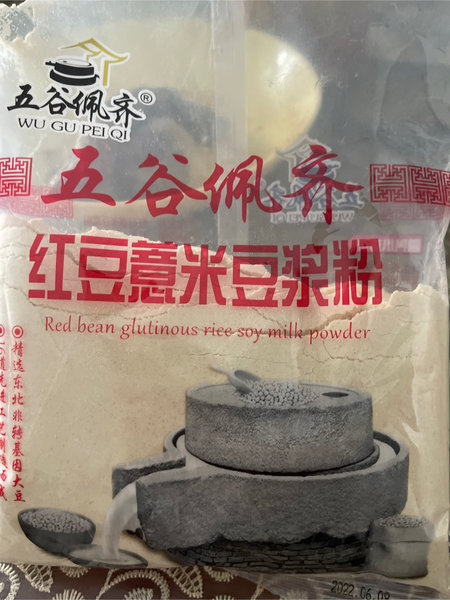 五谷佩齐®
WU GU PEI QI
五谷佩齐
红豆薏米豆浆粉
Red bean glutinous rice soy milk powder
精选东北非转基因大豆
2022.06.08